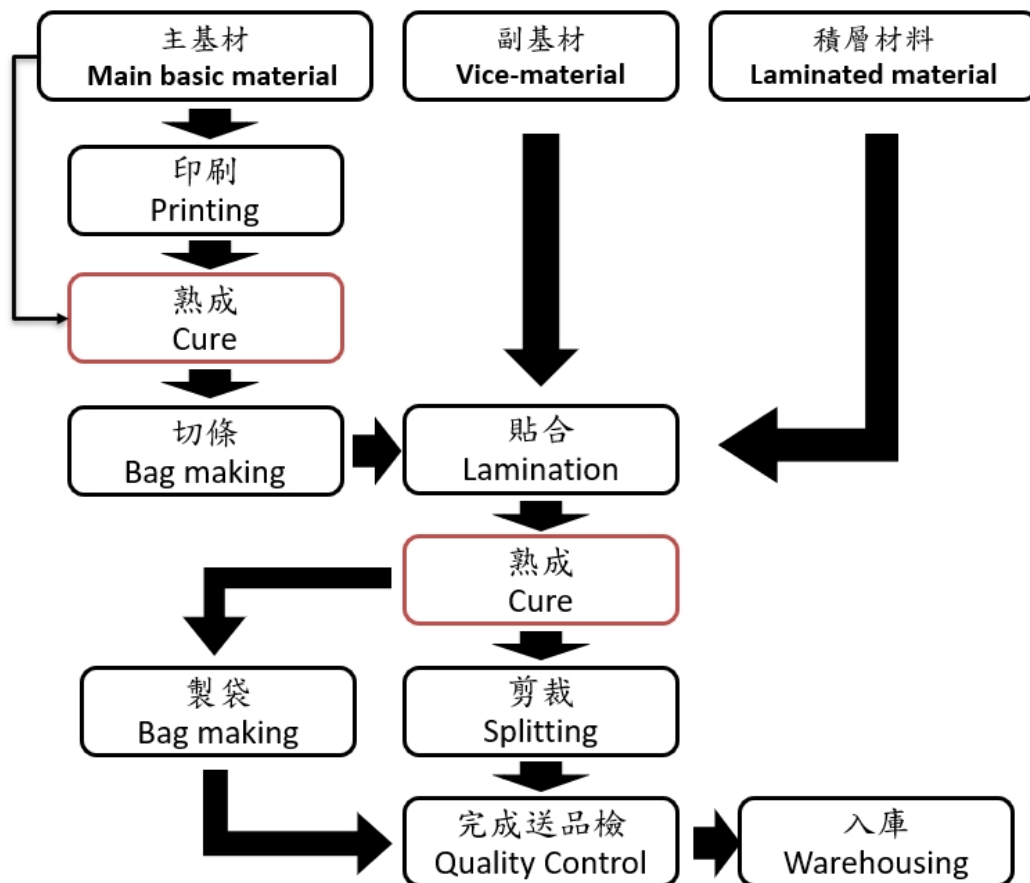 主基材
Main basic material
副基材
Vice-material
積層材料
Laminated material
印刷
Printing
熟成
Cure
切條
Bag making
貼合
Lamination
熟成
Cure
製袋
Bag making
剪裁
Splitting
完成送品檢
Quality Control
入庫
Warehousing